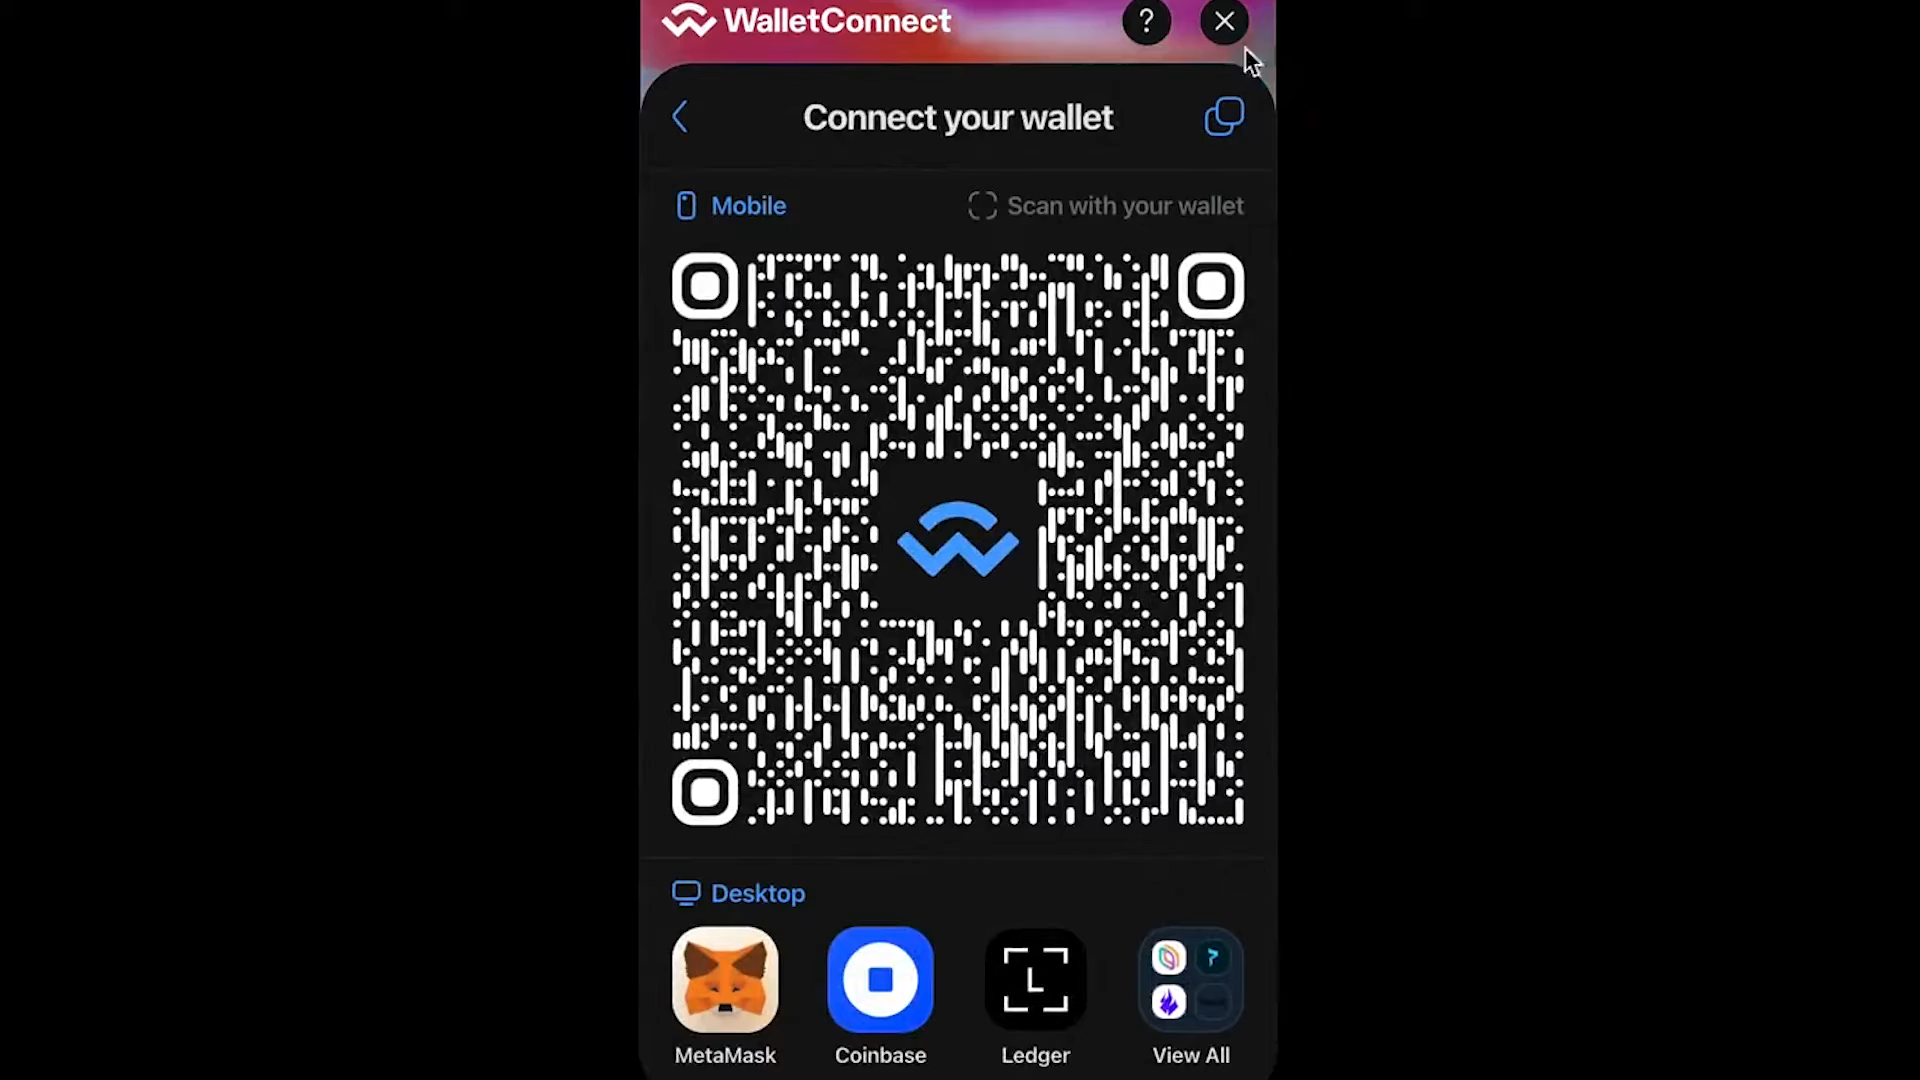 WalletConnect
?
Connect your wallet
Mobile
Scan with your wallet
Desktop
L
MetaMask
Coinbase
Ledger
View All